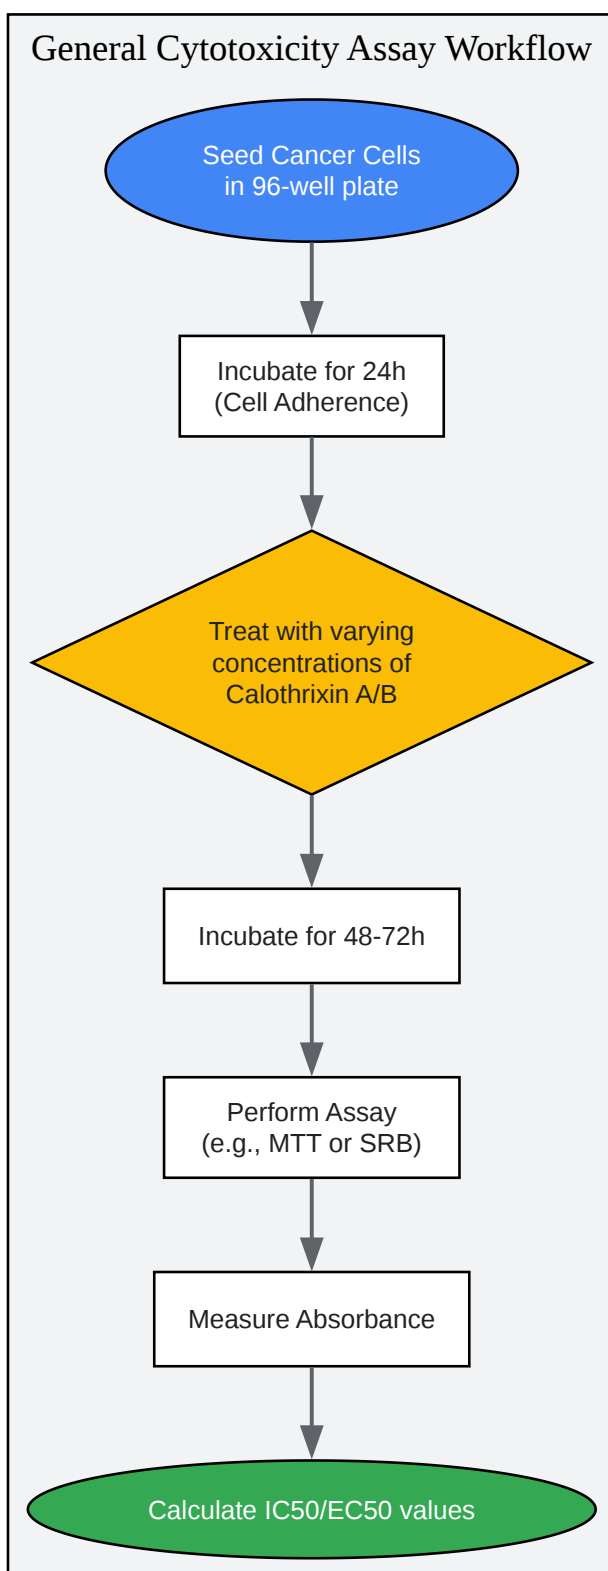 General Cytotoxicity Assay Workflow
Seed Cancer Cells
in 96-well plate
Incubate for 24h
(Cell Adherence)
Treat with varying
concentrations of
Calothrixin A/B
Incubate for 48-72h
Perform Assay
(e.g., MTT or SRB)
Measure Absorbance
Calculate IC50/EC50 values